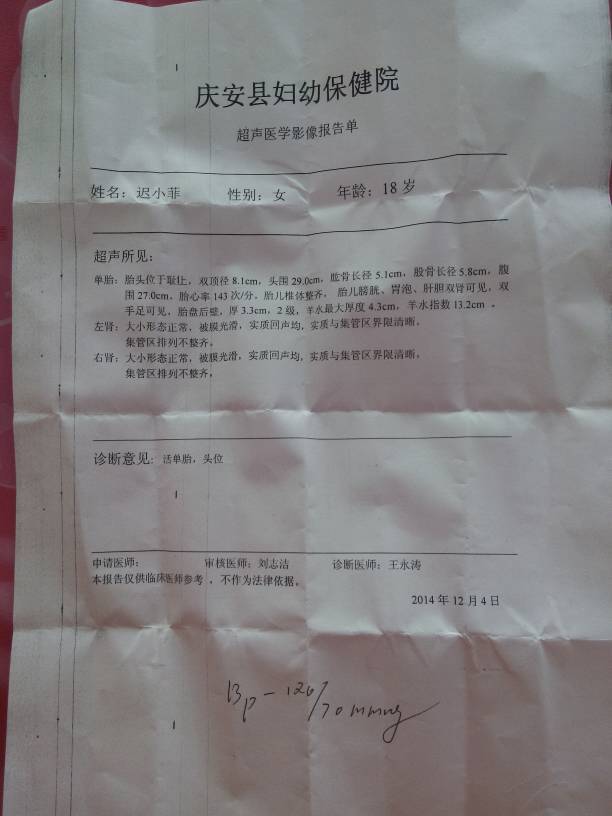 庆安县妇幼保健院
超声医学影像报告单
姓名：迟小菲 性别：女 年龄：18 岁
超声所见：
单胎：胎头位于耻上，双顶径 8.1cm，头围 29.0cm，肱骨长径 5.1cm，股骨长径 5.8cm，腹
围 27.0cm，胎心率 143 次/分，胎儿椎体整齐， 胎儿膀胱、胃泡、肝胆双肾可见，双
手足可见，胎盘后壁，厚 3.3cm，2 级，羊水最大厚度 4.3cm， 羊水指数 13.2cm 。
左肾：大小形态正常，被膜光滑，实质回声均，实质与集管区界限清晰，
集管区排列不整齐。
右肾：大小形态正常，被膜光滑，实质回声均，实质与集管区界限清晰，
集管区排列不整齐。
诊断意见：活单胎，头位
申请医师： 审核医师：刘志洁 诊断医师：王永涛
本报告仅供临床医师参考 ，不作为法律依据。
2014 年 12 月 4 日
Bp-120/70 mmHg